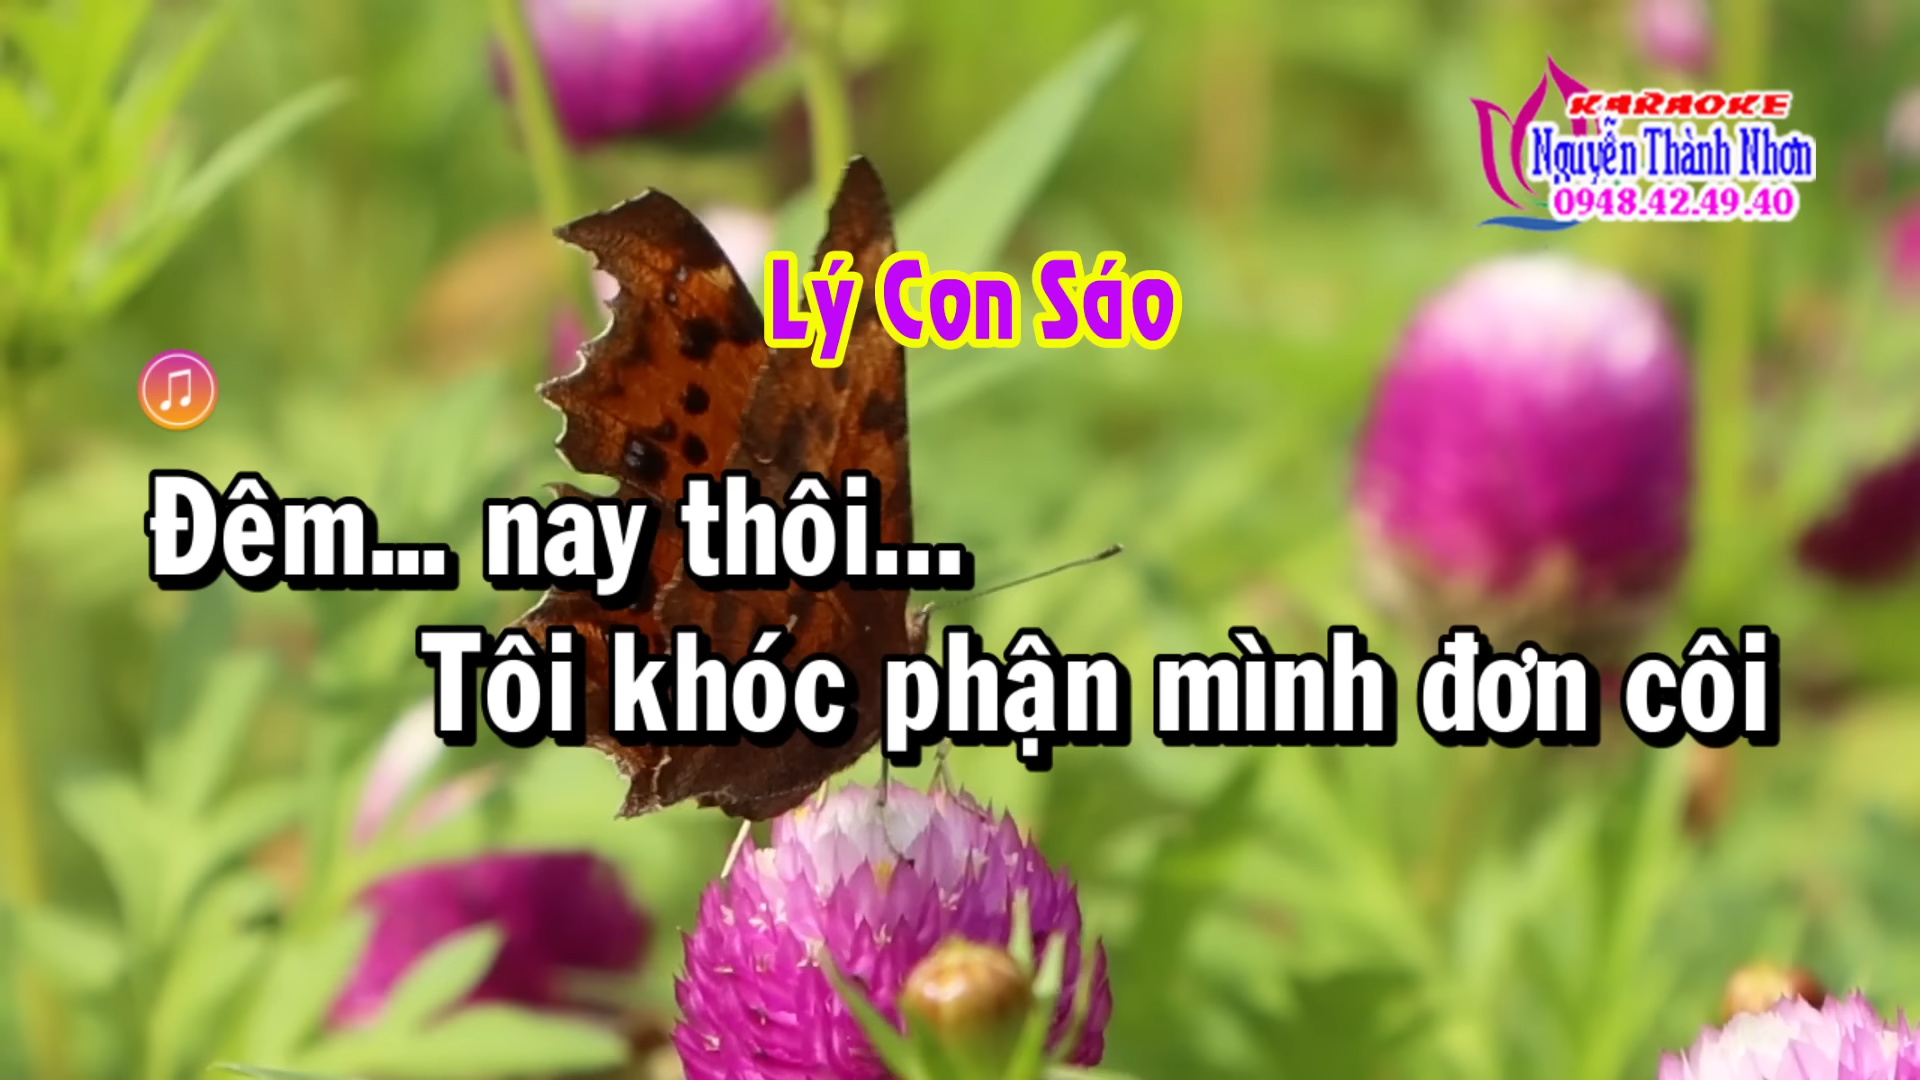 KARAOKE
Nguyễn Thành Nhơn
0948.42.49.40
Lý Con Sáo
Đêm... nay thôi...
Tôi khóc phận mình đơn côi